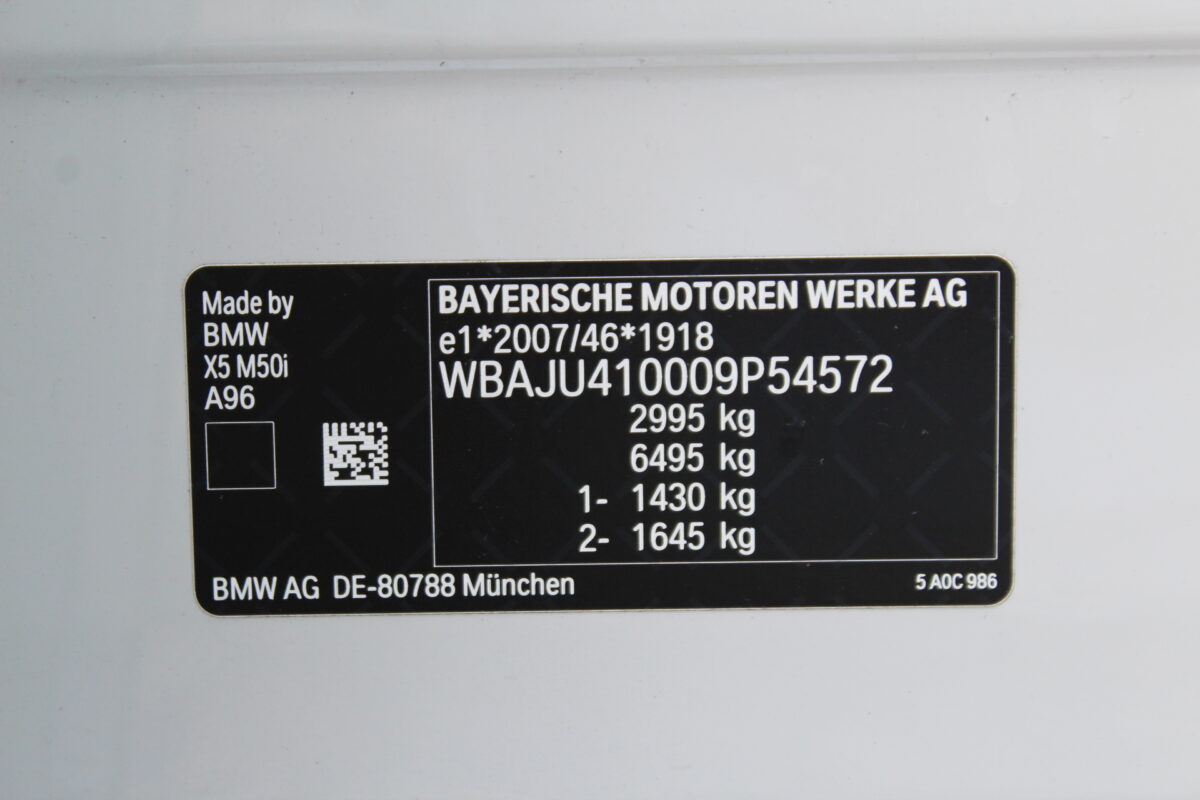 Made by
BMW
X5 M50i
A96
BAYERISCHE MOTOREN WERKE AG
e1*2007/46*1918
WBAJU410009P54572
2995 kg
6495 kg
1- 1430 kg
2- 1645 kg
BMW AG DE-80788 München
5 A0C 986